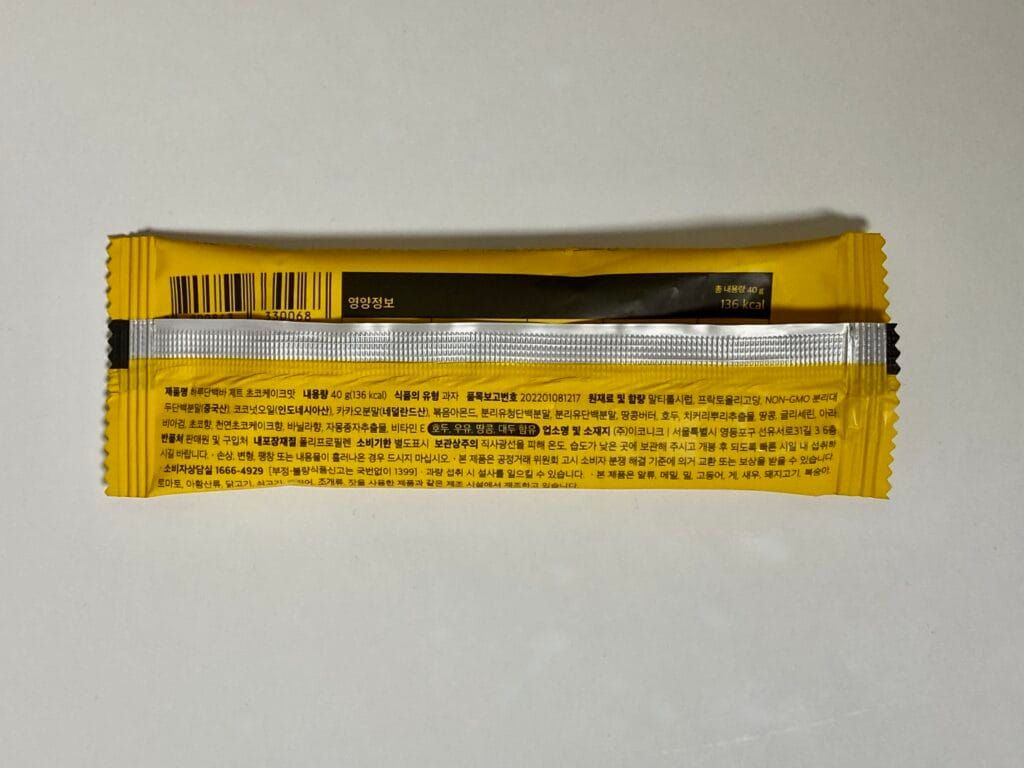 330068
영양정보
총 내용량 40 g
136 kcal
제품명 하루단백바 제트 초코케이크맛 내용량 40 g(136 kcal) 식품의 유형 과자 품목보고번호 202201081217 원재료 및 함량 말티톨시럽, 프락토올리고당, NON-GMO 분리대
두단백분말(중국산), 코코넛오일(인도네시아산), 카카오분말(네덜란드산), 볶음아몬드, 분리유청단백분말, 분리유단백분말, 땅콩버터, 호두, 치커리뿌리추출물, 땅콩, 글리세린, 아라
비아검, 초코향, 천연초코케이크향, 바닐라향, 자몽종자추출물, 비타민 E 호두, 우유, 땅콩, 대두 함유 업소명 및 소재지 (주)이코니크 | 서울특별시 영등포구 선유서로31길 3 6층
반품처 판매원 및 구입처 내포장재질 폴리프로필렌 소비기한 별도표시 보관상주의 직사광선을 피해 온도, 습도가 낮은 곳에 보관해 주시고 개봉 후 되도록 빠른 시일 내 섭취하
시길 바랍니다. · 손상, 변형, 팽창 또는 내용물이 흘러나온 경우 드시지 마십시오. · 본 제품은 공정거래 위원회 고시 소비자 분쟁 해결 기준에 의거 교환 또는 보상을 받을 수 있습니다.
· 소비자상담실 1666-4929 [부정·불량식품신고는 국번없이 1399] · 과량 섭취 시 설사를 일으킬 수 있습니다. · 본 제품은 알류, 메밀, 밀, 고등어, 게, 새우, 돼지고기, 복숭아,
토마토, 아황산류, 닭고기, 쇠고기, 조개류, 잣을 사용한 제품과 같은 제조 시설에서 제조하고 있습니다.